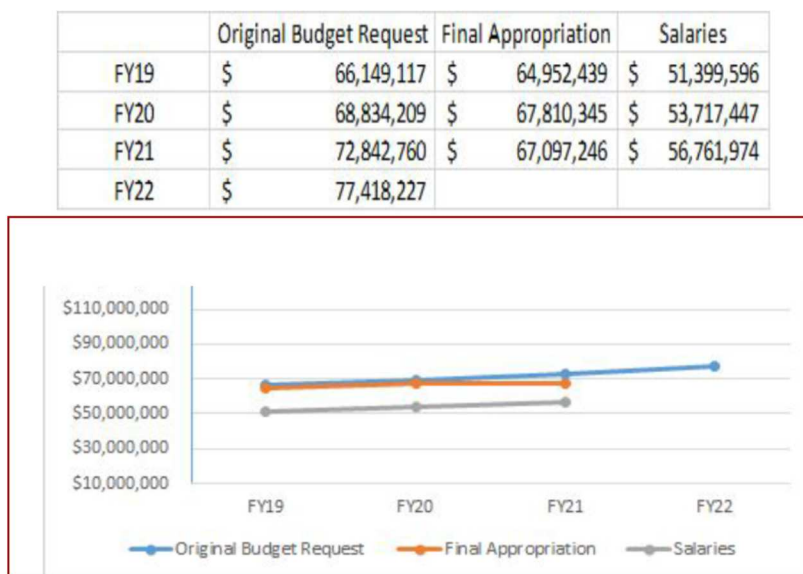 Original Budget Request Final Appropriation Salaries
FY19 $ 66,149,117 $ 64,952,439 $ 51,399,596
FY20 $ 68,834,209 $ 67,810,345 $ 53,717,447
FY21 $ 72,842,760 $ 67,097,246 $ 56,761,974
FY22 $ 77,418,227
$110,000,000
$90,000,000
$70,000,000
$50,000,000
$30,000,000
$10,000,000
FY19 FY20 FY21 FY22
Original Budget Request Final Appropriation Salaries